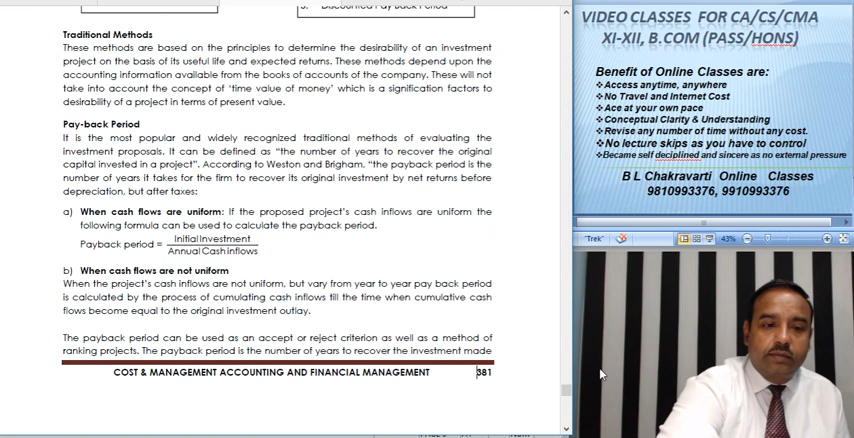 5. Discounted Pay Back Period
Traditional Methods
These methods are based on the principles to determine the desirability of an investment
project on the basis of its useful life and expected returns. These methods depend upon the
accounting information available from the books of accounts of the company. These will not
take into account the concept of ‘time value of money’ which is a signification factors to
desirability of a project in terms of present value.
Pay-back Period
It is the most popular and widely recognized traditional methods of evaluating the
investment proposals. It can be defined as “the number of years to recover the original
capital invested in a project”. According to Weston and Brigham, “the payback period is the
number of years it takes for the firm to recover its original investment by net returns before
depreciation, but after taxes:
a) When cash flows are uniform: If the proposed project's cash inflows are uniform the
following formula can be used to calculate the payback period.
Payback period = Initial Investment
Annual Cash inflows
b) When cash flows are not uniform
When the project's cash inflows are not uniform, but vary from year to year pay back period
is calculated by the process of cumulating cash inflows till the time when cumulative cash
flows become equal to the original investment outlay.
The payback period can be used as an accept or reject criterion as well as a method of
ranking projects. The payback period is the number of years to recover the investment made
COST & MANAGEMENT ACCOUNTING AND FINANCIAL MANAGEMENT 381
VIDEO CLASSES FOR CA/CS/CMA
XI-XII, B.COM (PASS/HONS)
Benefit of Online Classes are:
❖Access anytime, anywhere
❖No Travel and Internet Cost
❖Ace at your own pace
❖Conceptual Clarity & Understanding
❖Revise any number of time without any cost.
❖No lecture skips as you have to control
❖Became self deciplined and sincere as no external pressure
B L Chakravarti Online Classes
9810993376, 9910993376
"Trek" 43%